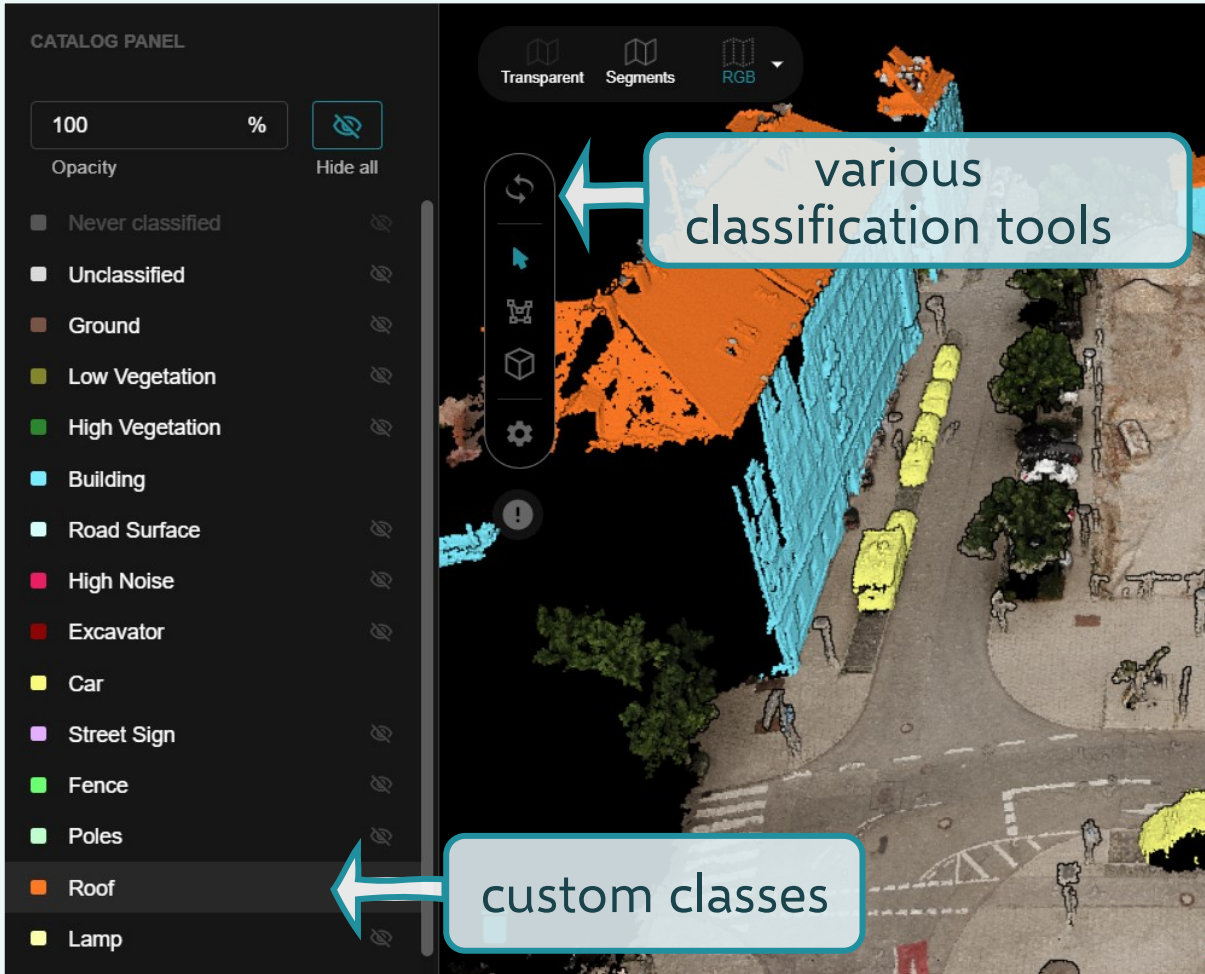 CATALOG PANEL
100 %
Opacity
Hide all
Never classified
Unclassified
Ground
Low Vegetation
High Vegetation
Building
Road Surface
High Noise
Excavator
Car
Street Sign
Fence
Poles
Roof
Lamp
Transparent
Segments
RGB
various
classification tools
custom classes